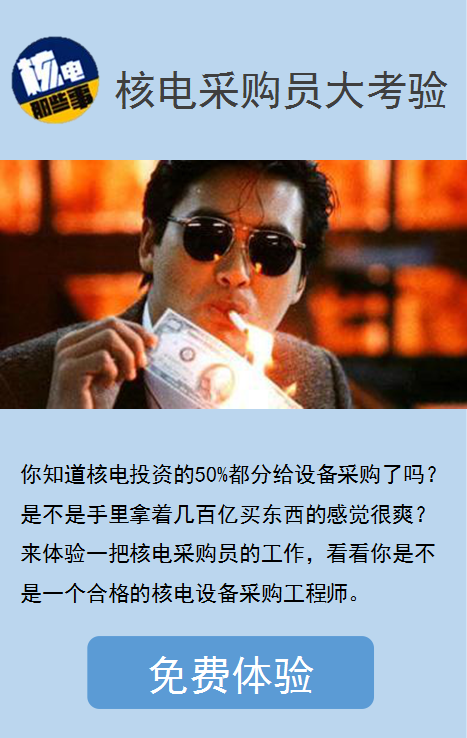 核电
那些事
核电采购员大考验
你知道核电投资的50%都分给设备采购了吗？
是不是手里拿着几百亿买东西的感觉很爽？
来体验一把核电采购员的工作，看看你是不
是一个合格的核电设备采购工程师。
免费体验